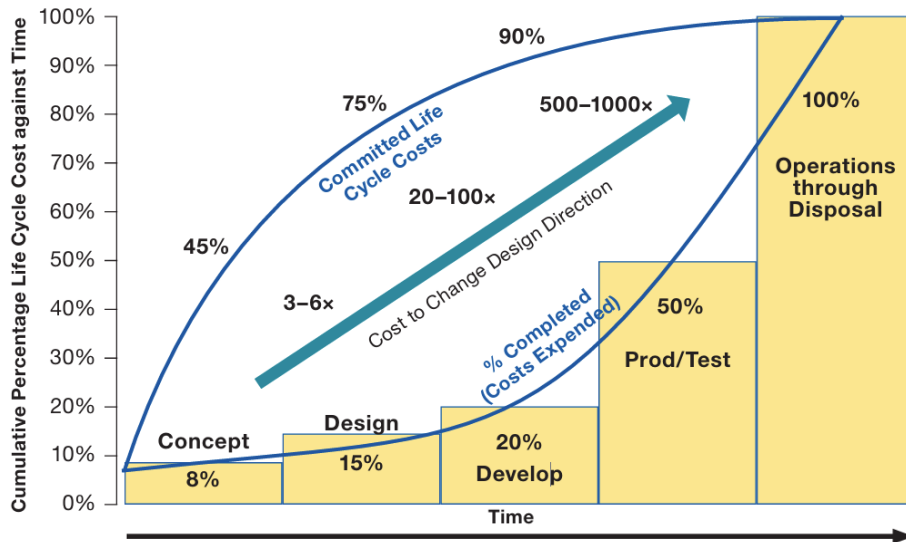 Cumulative Percentage Life Cycle Cost against Time
100%
90%
80%
70%
60%
50%
40%
30%
20%
10%
0%
45%
75%
90%
Committed Life
Cycle Costs
3–6×
20–100×
500–1000×
Cost to Change Design Direction
% Completed
(Costs Expended)
Concept
8%
Design
15%
20%
Develop
50%
Prod/Test
100%
Operations
through
Disposal
Time